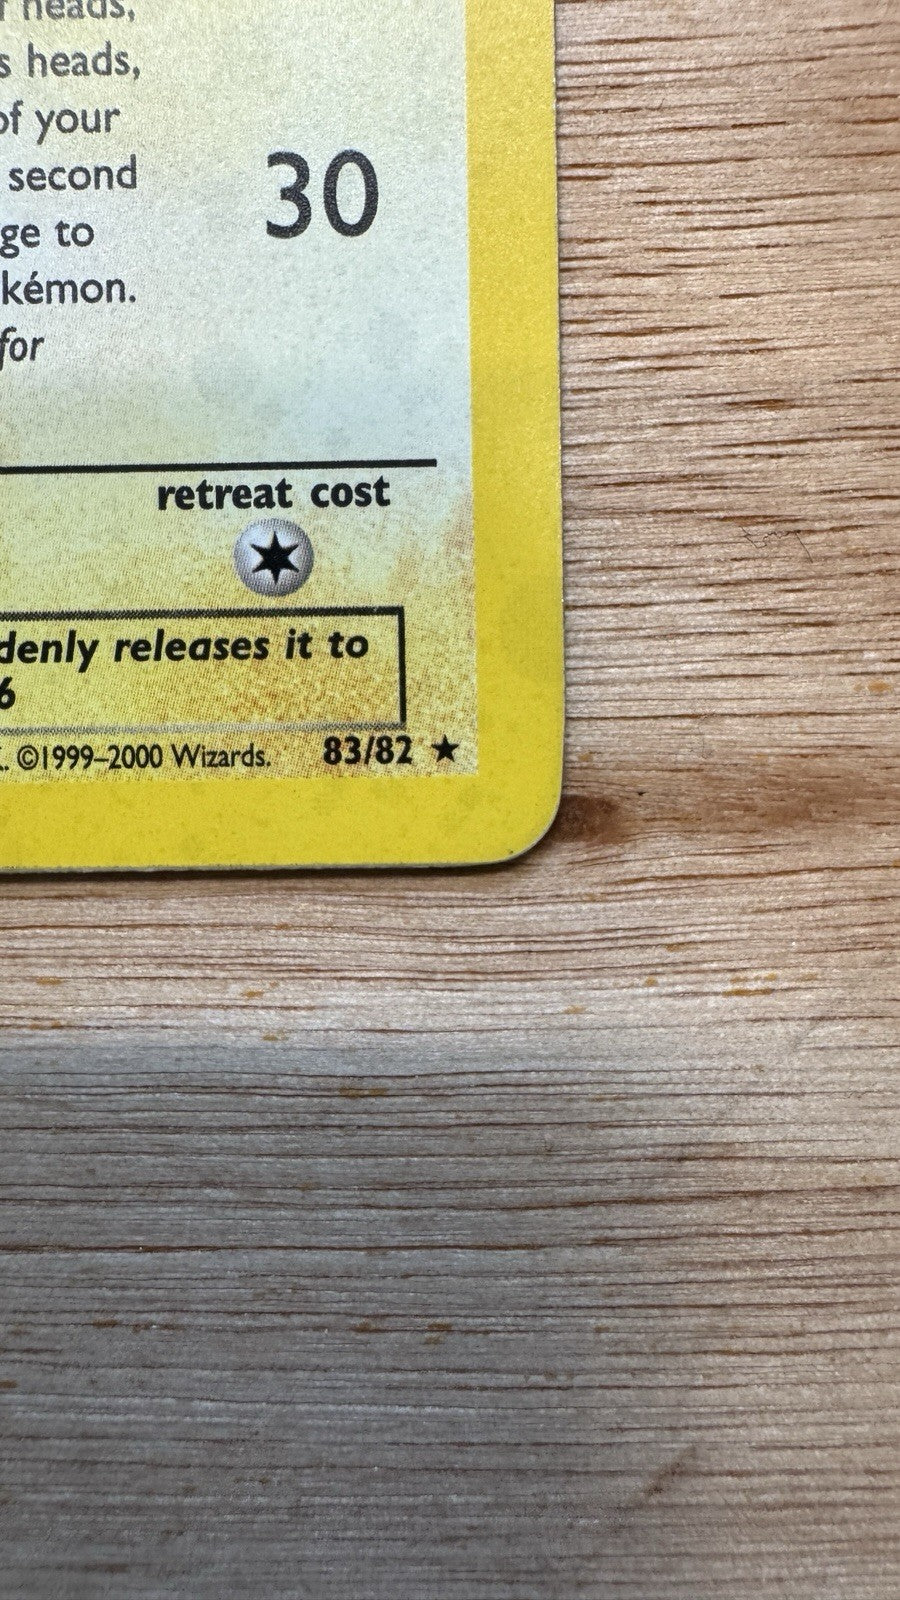 heads,
s heads,
of your
second
ge to
kémon.
for
30
retreat cost
denly releases it to
6
. ©1999–2000 Wizards. 83/82 ★